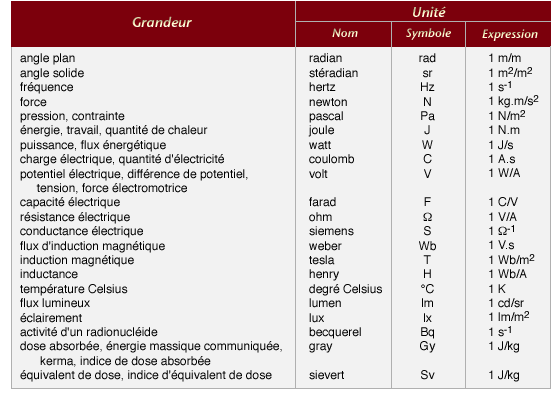 Grandeur Unité
Nom Symbole Expression
angle plan radian rad 1 m/m
angle solide stéradian sr 1 m²/m²
fréquence hertz Hz 1 s⁻¹
force newton N 1 kg.m/s²
pression, contrainte pascal Pa 1 N/m²
énergie, travail, quantité de chaleur joule J 1 N.m
puissance, flux énergétique watt W 1 J/s
charge électrique, quantité d'électricité coulomb C 1 A.s
potentiel électrique, différence de potentiel, volt V 1 W/A
tension, force électromotrice
capacité électrique farad F 1 C/V
résistance électrique ohm Ω 1 V/A
conductance électrique siemens S 1 Ω⁻¹
flux d'induction magnétique weber Wb 1 V.s
induction magnétique tesla T 1 Wb/m²
inductance henry H 1 Wb/A
température Celsius degré Celsius °C 1 K
flux lumineux lumen lm 1 cd/sr
éclairement lux lx 1 lm/m²
activité d'un radionucléide becquerel Bq 1 s⁻¹
dose absorbée, énergie massique communiquée, gray Gy 1 J/kg
kerma, indice de dose absorbée
équivalent de dose, indice d'équivalent de dose sievert Sv 1 J/kg